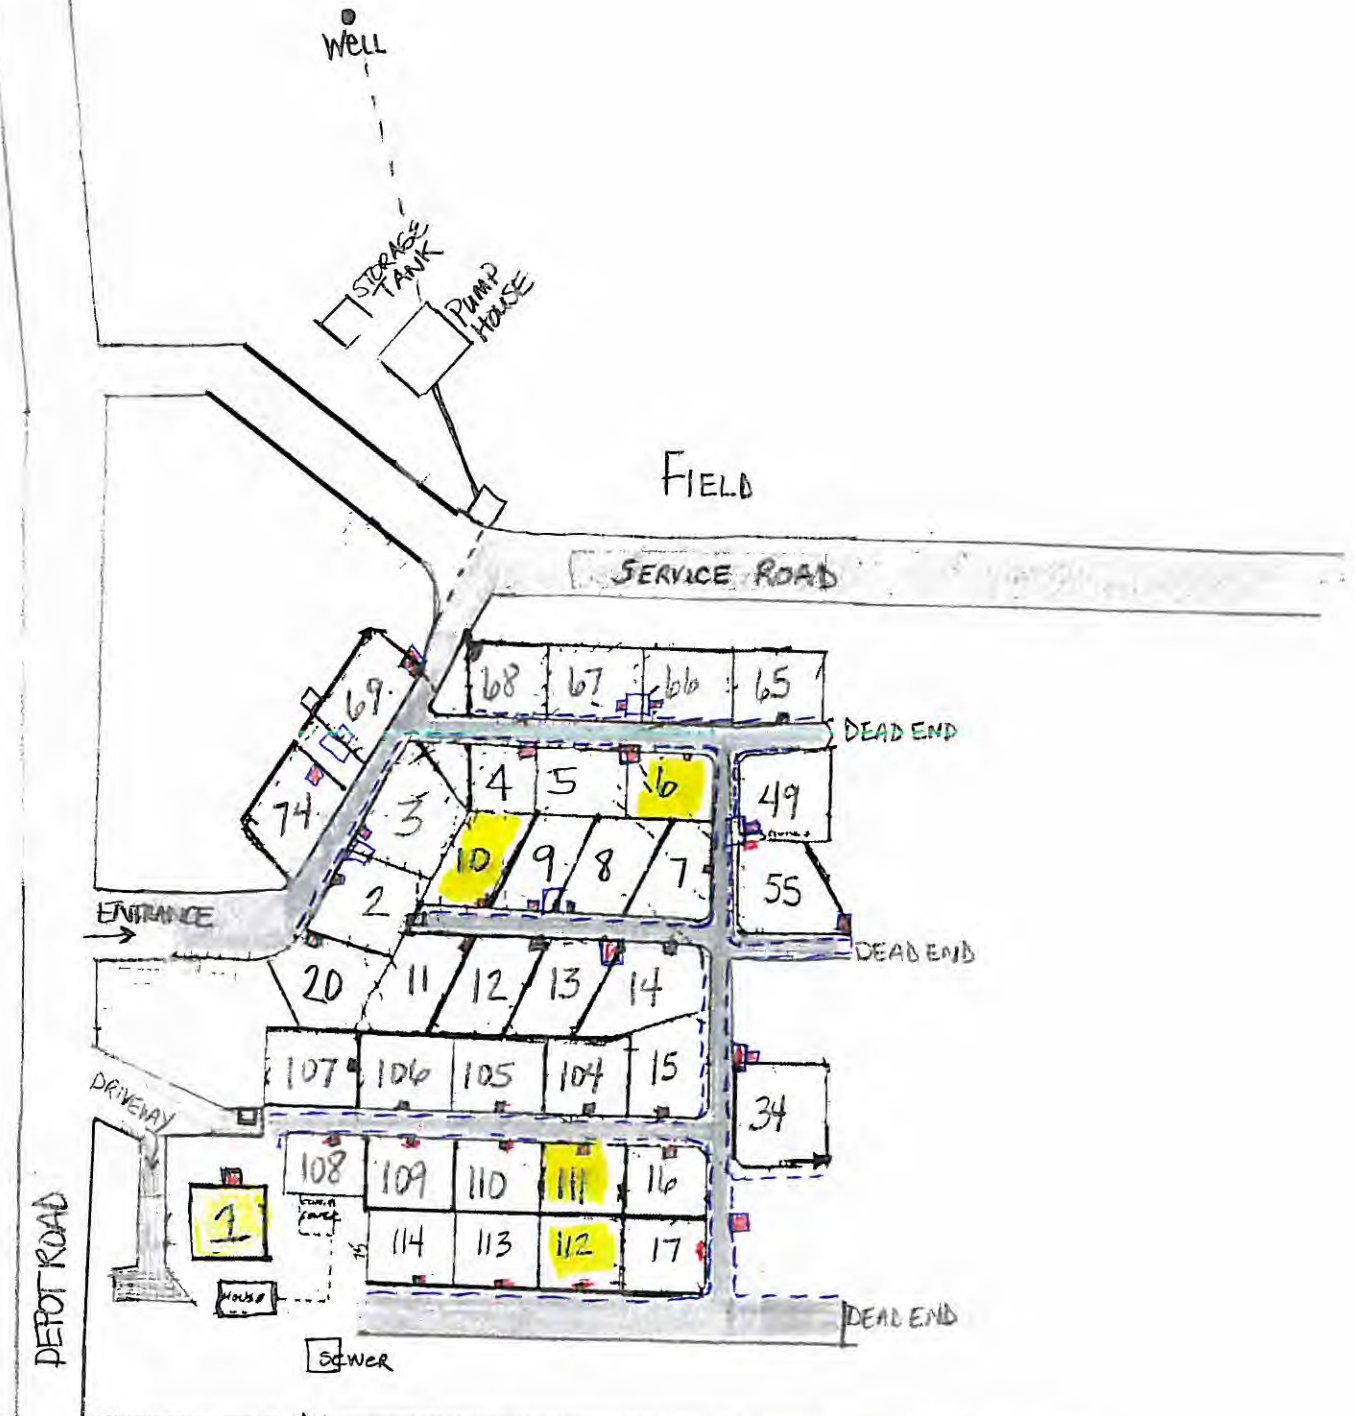 WELL
STORAGE
TANK
PUMP
HOUSE
FIELD
SERVICE ROAD
68 67 66 65
69
DEAD END
4 5 6
49
74 3
10 9 8 7
55
2
ENTRANCE
DEAD END
20 11 12 13 14
107 106 105 104 15
DRIVEWAY
34
108 109 110 111 16
1
114 113 112 17
75
HOUSE
DEAD END
DEPOT ROAD
SEWER